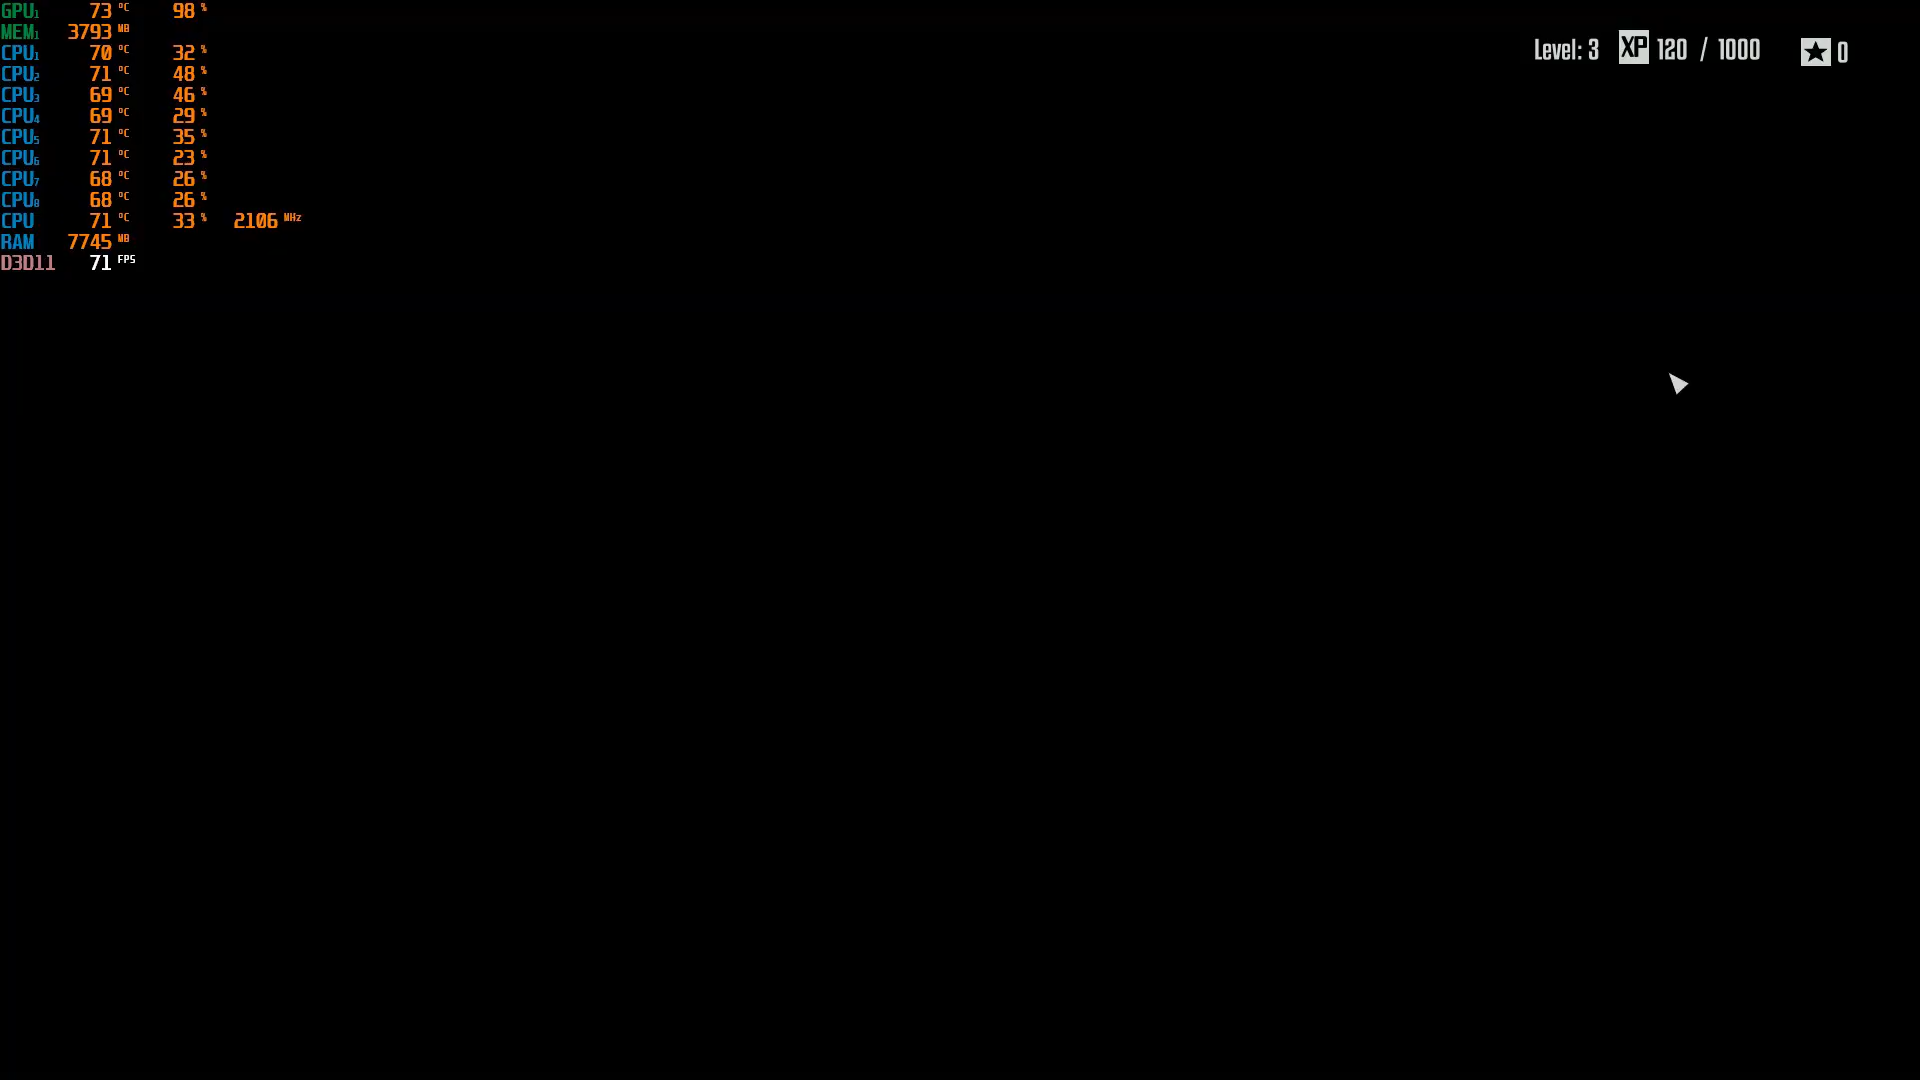 GPU1 73 °C 98 %
MEM1 3793 MB
CPU1 70 °C 32 %
CPU2 71 °C 48 %
CPU3 69 °C 46 %
CPU4 69 °C 29 %
CPU5 71 °C 35 %
CPU6 71 °C 23 %
CPU7 68 °C 26 %
CPU8 68 °C 26 %
CPU 71 °C 33 % 2106 MHz
RAM 7745 MB
D3D11 71 FPS
Level: 3 XP 120 / 1000 ★ 0